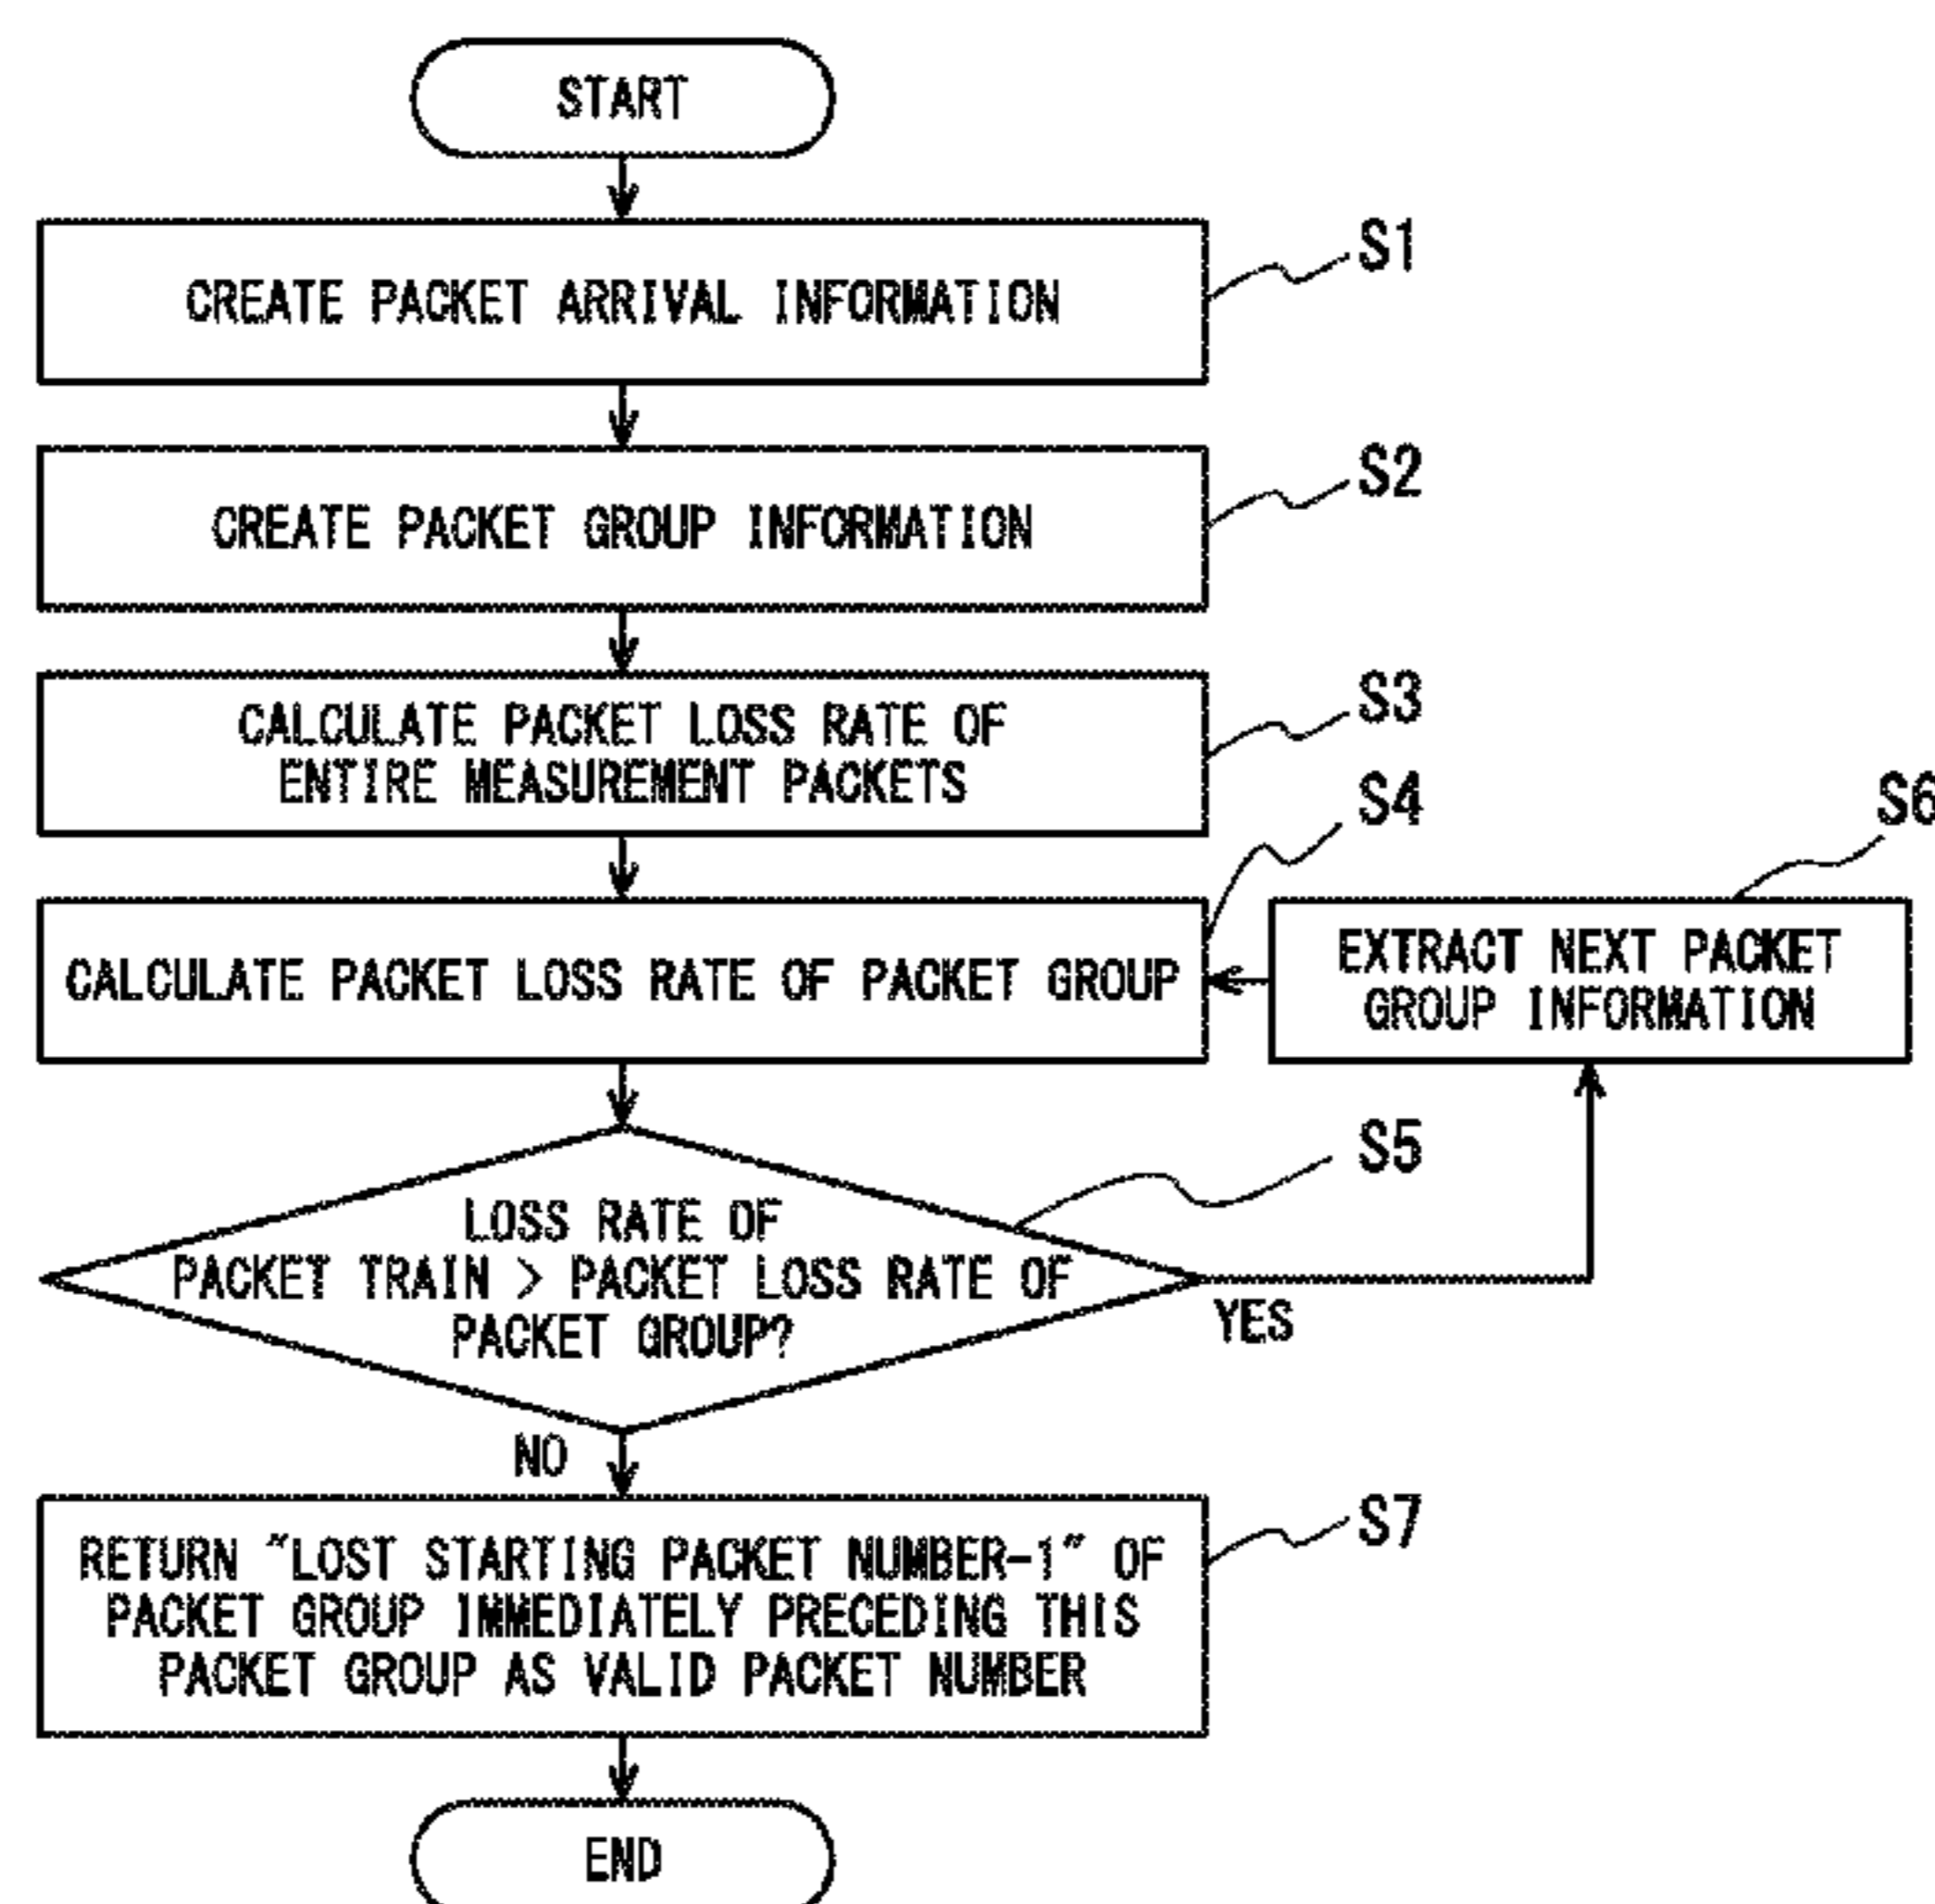 START
CREATE PACKET ARRIVAL INFORMATION
S1
CREATE PACKET GROUP INFORMATION
S2
CALCULATE PACKET LOSS RATE OF
ENTIRE MEASUREMENT PACKETS
S3
CALCULATE PACKET LOSS RATE OF PACKET GROUP
S4
EXTRACT NEXT PACKET
GROUP INFORMATION
S6
LOSS RATE OF
PACKET TRAIN > PACKET LOSS RATE OF
PACKET GROUP?
S5
YES
NO
RETURN "LOST STARTING PACKET NUMBER-1" OF
PACKET GROUP IMMEDIATELY PRECEDING THIS
PACKET GROUP AS VALID PACKET NUMBER
S7
END